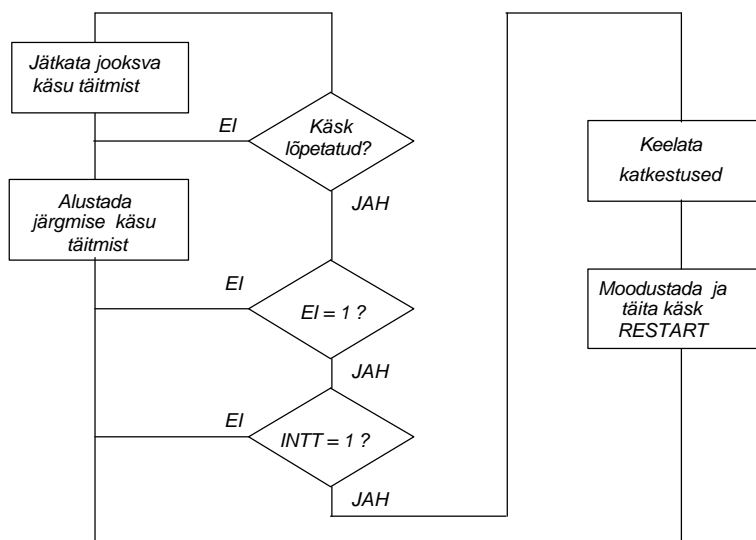 Jätkata jooksva
käsu täitmist
EI
Käsk
lõpetatud?
JAH
Alustada
järgmise käsu
täitmist
EI
EI = 1 ?
JAH
EI
INTT = 1 ?
JAH
Keelata
katkestused
Moodustada ja
täita käsk
RESTART